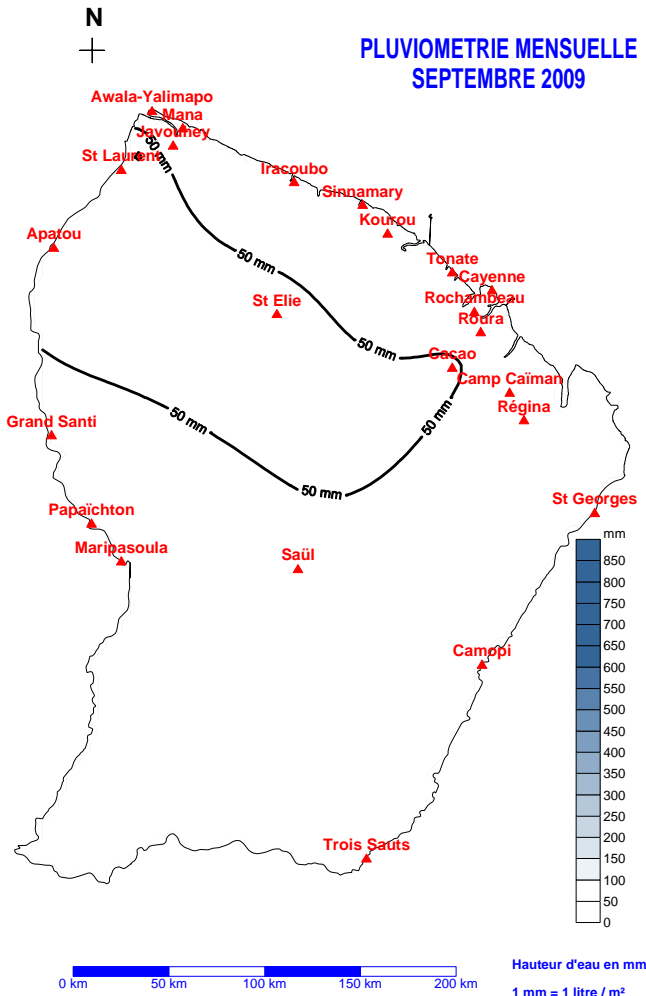 N
PLUVIOMETRIE MENSUELLE
SEPTEMBRE 2009
Awala-Yalimapo
Mana
Javouhey
50 mm
St Laurent
Iracoubo
Sinnamary
Kourou
Apatou
50 mm
Tonate
Cayenne
St Elie
Rochambeau
Roura
50 mm
Cacao
Camp Caïman
Régina
50 mm
50 mm
Grand Santi
50 mm
St Georges
Papaïchton
Maripasoula
Saül
Camopi
Trois Sauts
mm
850
800
750
700
650
600
550
500
450
400
350
300
250
200
150
100
50
0
0 km 50 km 100 km 150 km 200 km
Hauteur d'eau en mm
1 mm = 1 litre / m²